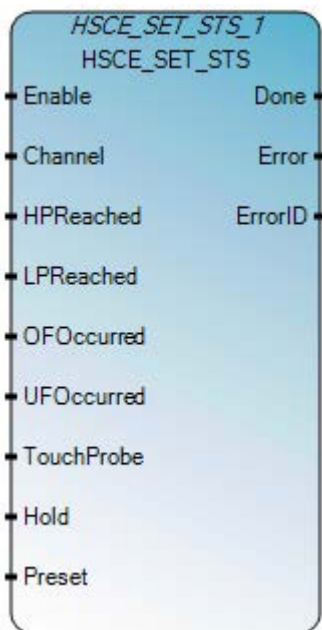 HSCE_SET_STS_1
HSCE_SET_STS
Enable Done
Channel Error
HPReached ErrorID
LPReached
OFOccurred
UFOccurred
TouchProbe
Hold
Preset